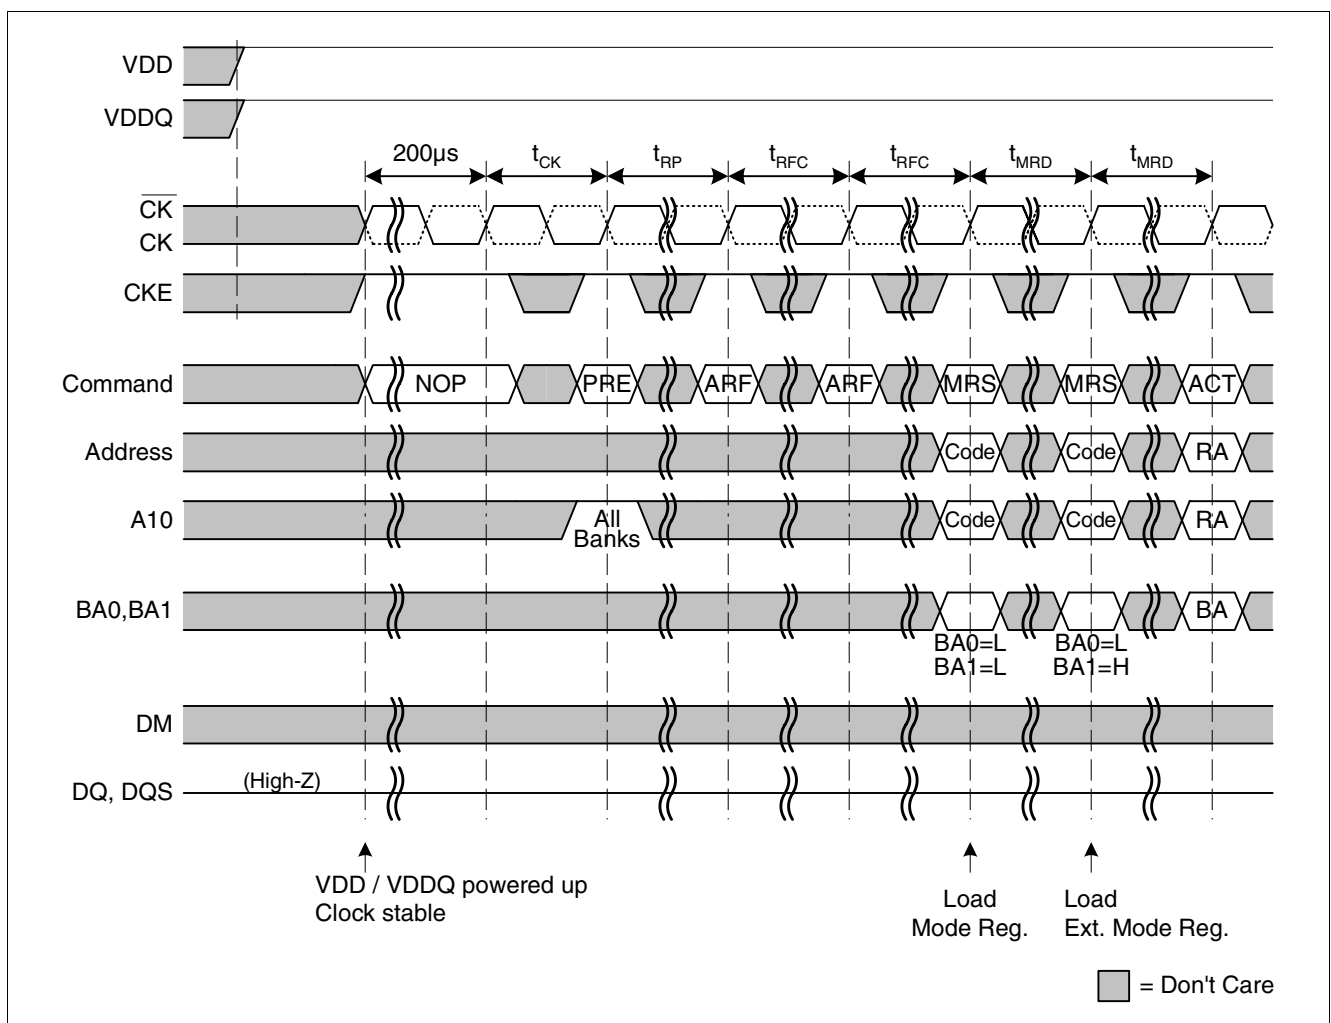 VDD
VDDQ
200µs tCK tRP tRFC tRFC tMRD tMRD
CK
CK
CKE
Command NOP PRE ARF ARF MRS MRS ACT
Address Code Code RA
A10 All Banks Code Code RA
BA0,BA1 BA
BA0=L BA0=L
BA1=L BA1=H
DM
DQ, DQS (High-Z)
VDD / VDDQ powered up
Clock stable
Load
Mode Reg.
Load
Ext. Mode Reg.
= Don't Care